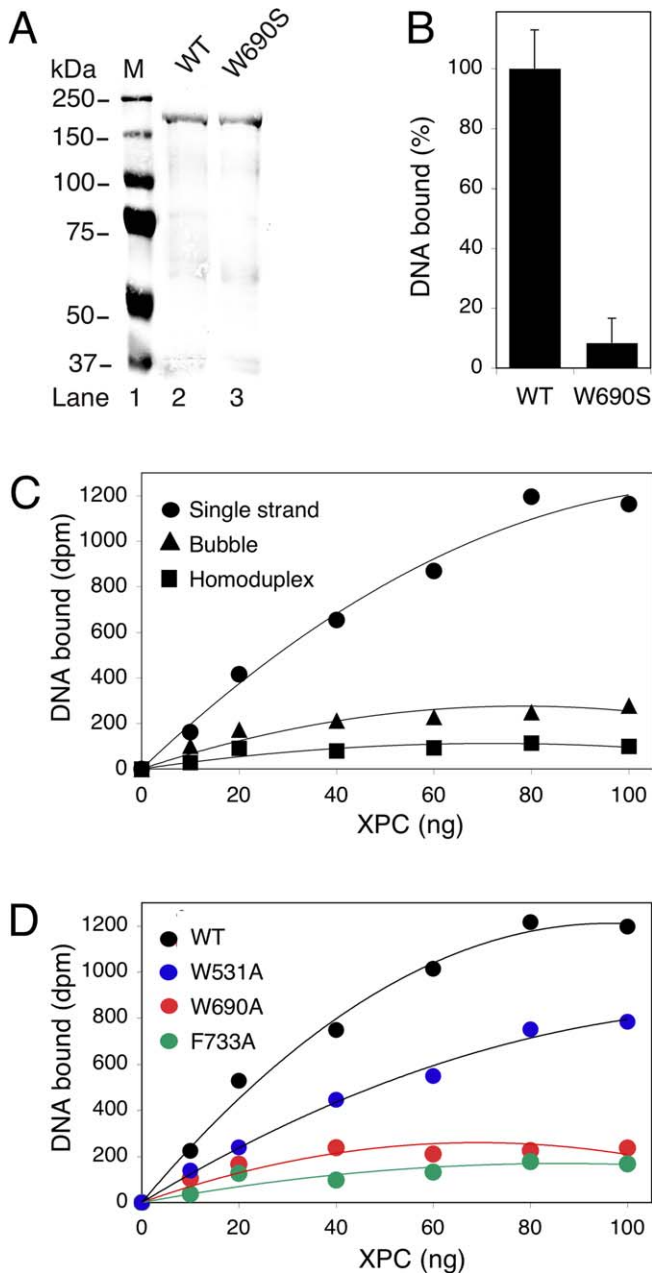 A
kDa M WT W690S
250
150
100
75
50
37
Lane 1 2 3
B
DNA bound (%)
100
80
60
40
20
0
WT W690S
C
DNA bound (dpm)
1200
1000
800
600
400
200
0
Single strand
Bubble
Homoduplex
0 20 40 60 80 100
XPC (ng)
D
DNA bound (dpm)
1200
1000
800
600
400
200
0
WT
W531A
W690A
F733A
0 20 40 60 80 100
XPC (ng)